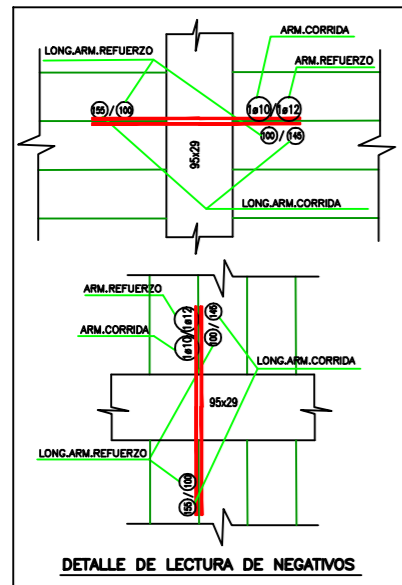 ARM.CORRIDA
LONG.ARM.REFUERZO
ARM.REFUERZO
155/100
1ø10/1ø12
100/145
95x29
LONG.ARM.CORRIDA
ARM.REFUERZO
ARM.CORRIDA
1ø10/1ø12
100/145
LONG.ARM.CORRIDA
95x29
LONG.ARM.REFUERZO
155/100
DETALLE DE LECTURA DE NEGATIVOS